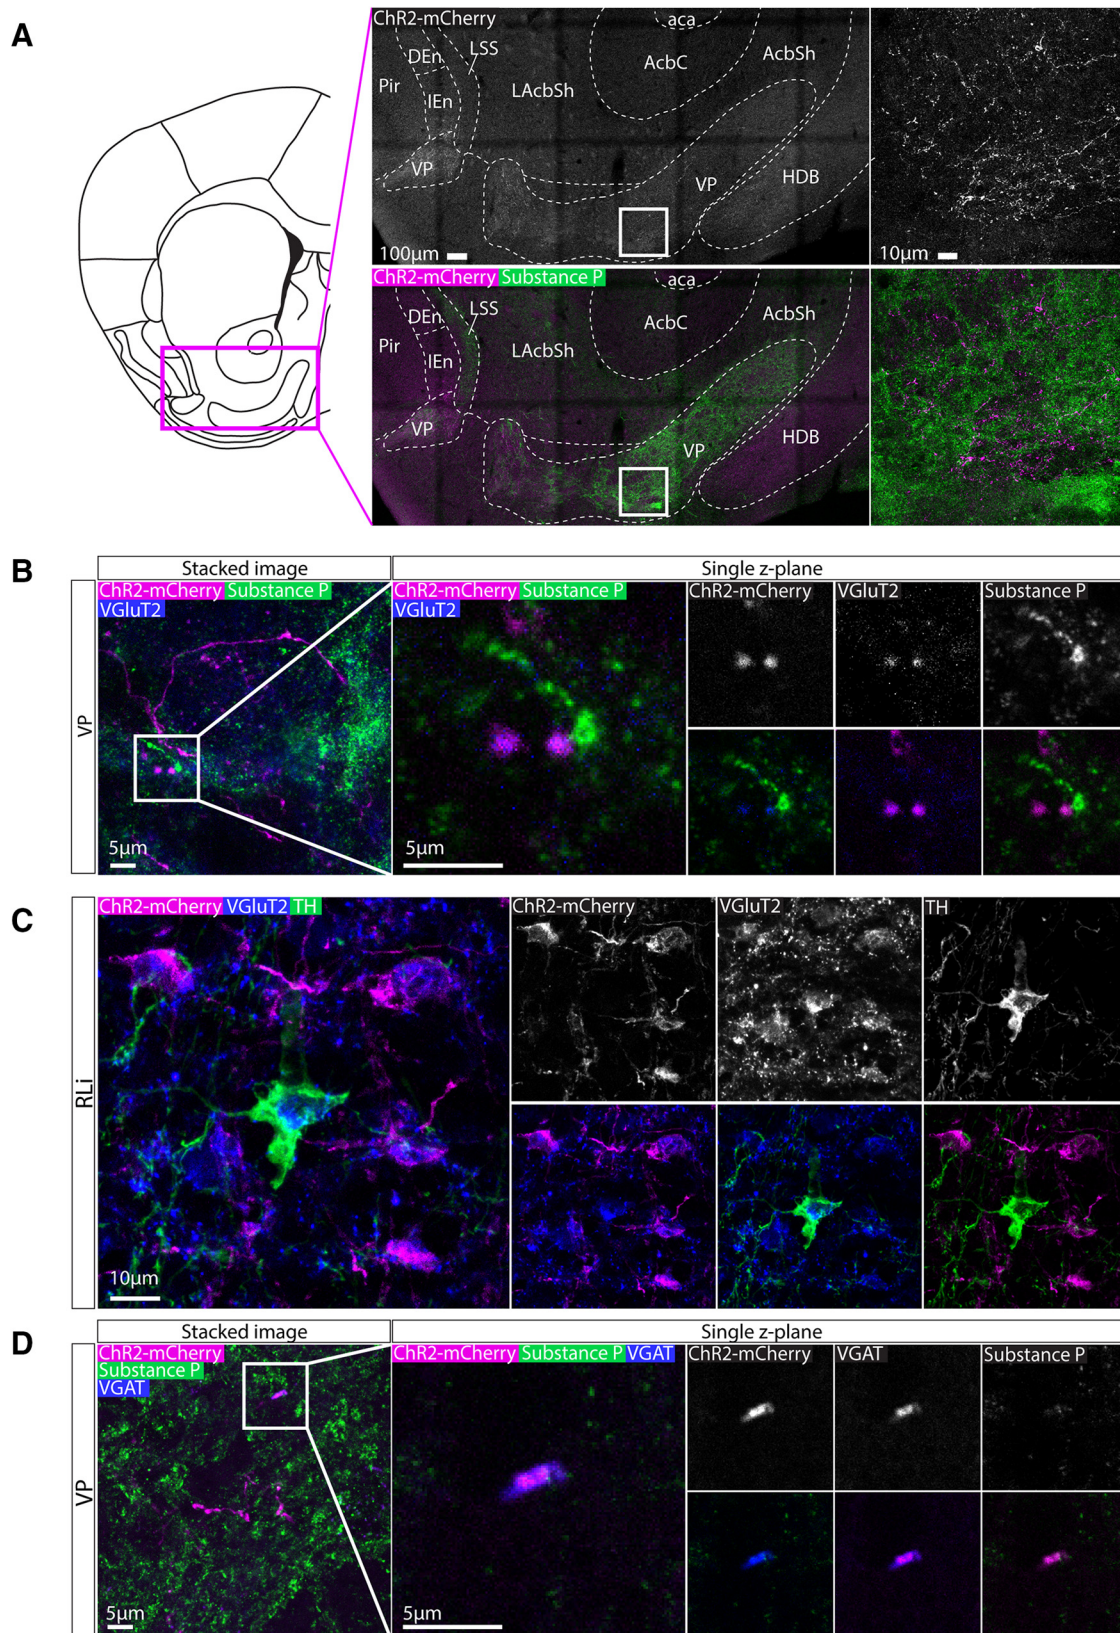 A
ChR2-mCherry
aca
LSS
DEn
AcbC
AcbSh
Pir
LAcbSh
IEn
VP
VP
HDB
100µm
10µm
ChR2-mCherry Substance P
aca
LSS
DEn
AcbC
AcbSh
Pir
LAcbSh
IEn
VP
VP
HDB
B
Stacked image
Single z-plane
VP
ChR2-mCherry Substance P
VGluT2
5µm
ChR2-mCherry Substance P
VGluT2
5µm
ChR2-mCherry
VGluT2
Substance P
C
RLi
ChR2-mCherry VGluT2 TH
10µm
ChR2-mCherry
VGluT2
TH
D
Stacked image
Single z-plane
VP
ChR2-mCherry
Substance P
VGAT
5µm
ChR2-mCherry Substance P VGAT
5µm
ChR2-mCherry
VGAT
Substance P